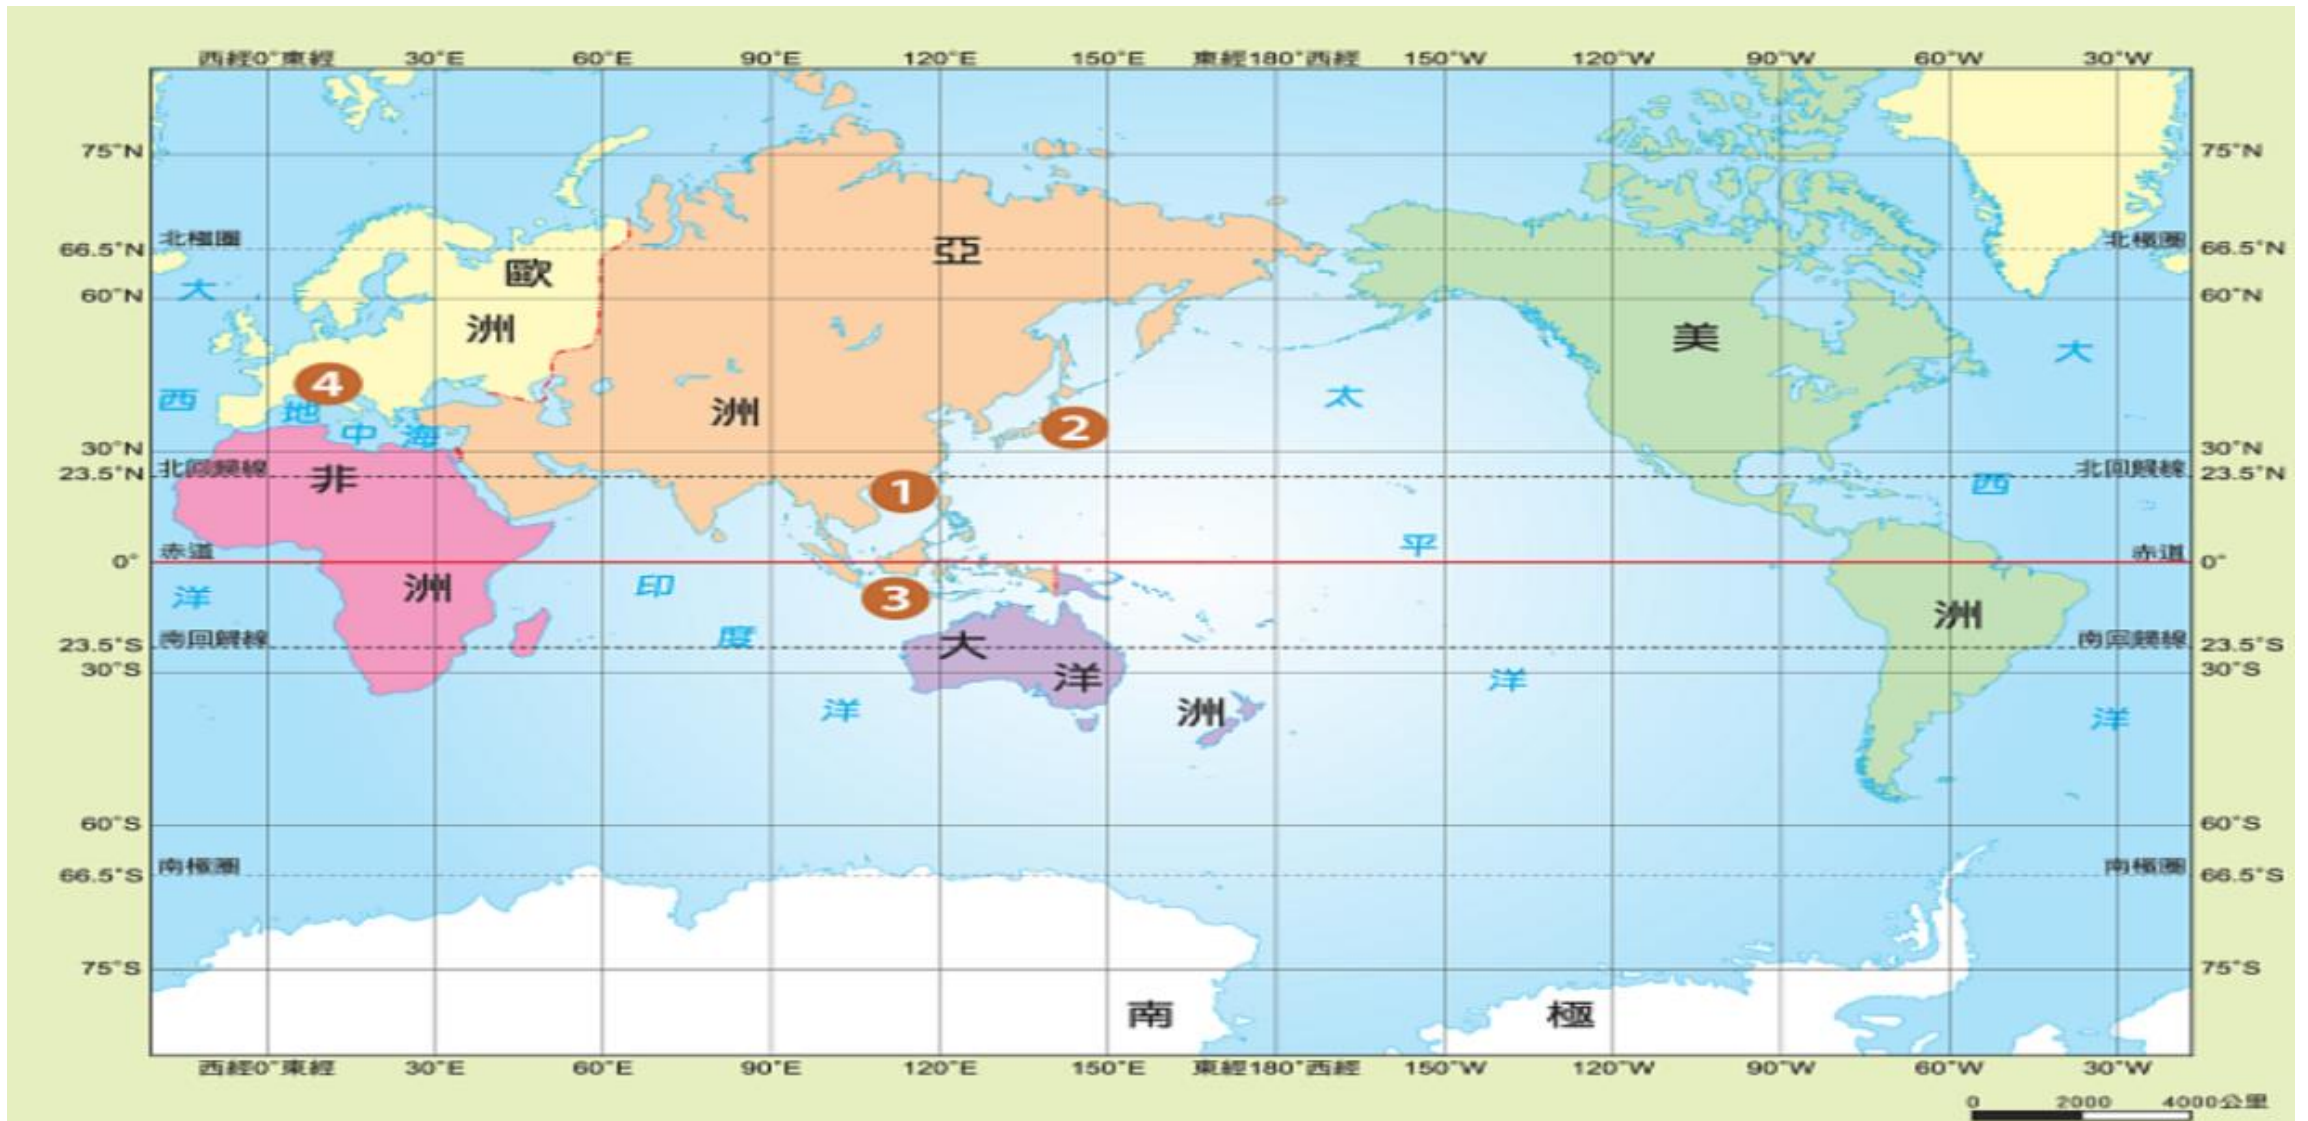 西經0°東經 30°E 60°E 90°E 120°E 150°E 東經180°西經 150°W 120°W 90°W 60°W 30°W
75°N 75°N
北極圈 亞 北極圈
66.5°N 66.5°N
歐
大
60°N 60°N
洲 美 大
4
西 地 洲 太
中 海 2
30°N 30°N
北回歸線 非 北回歸線
23.5°N 23.5°N
1 西
平
赤道 赤道
0° 0°
洲 印 3 洲
洋
南回歸線 度 大 南回歸線
23.5°S 23.5°S
30°S 洋 洋 30°S
洋 洲 洋
60°S 60°S
南極圈 南極圈
66.5°S 66.5°S
75°S 75°S
南 極
西經0°東經 30°E 60°E 90°E 120°E 150°E 東經180°西經 150°W 120°W 90°W 60°W 30°W
0 2000 4000公里